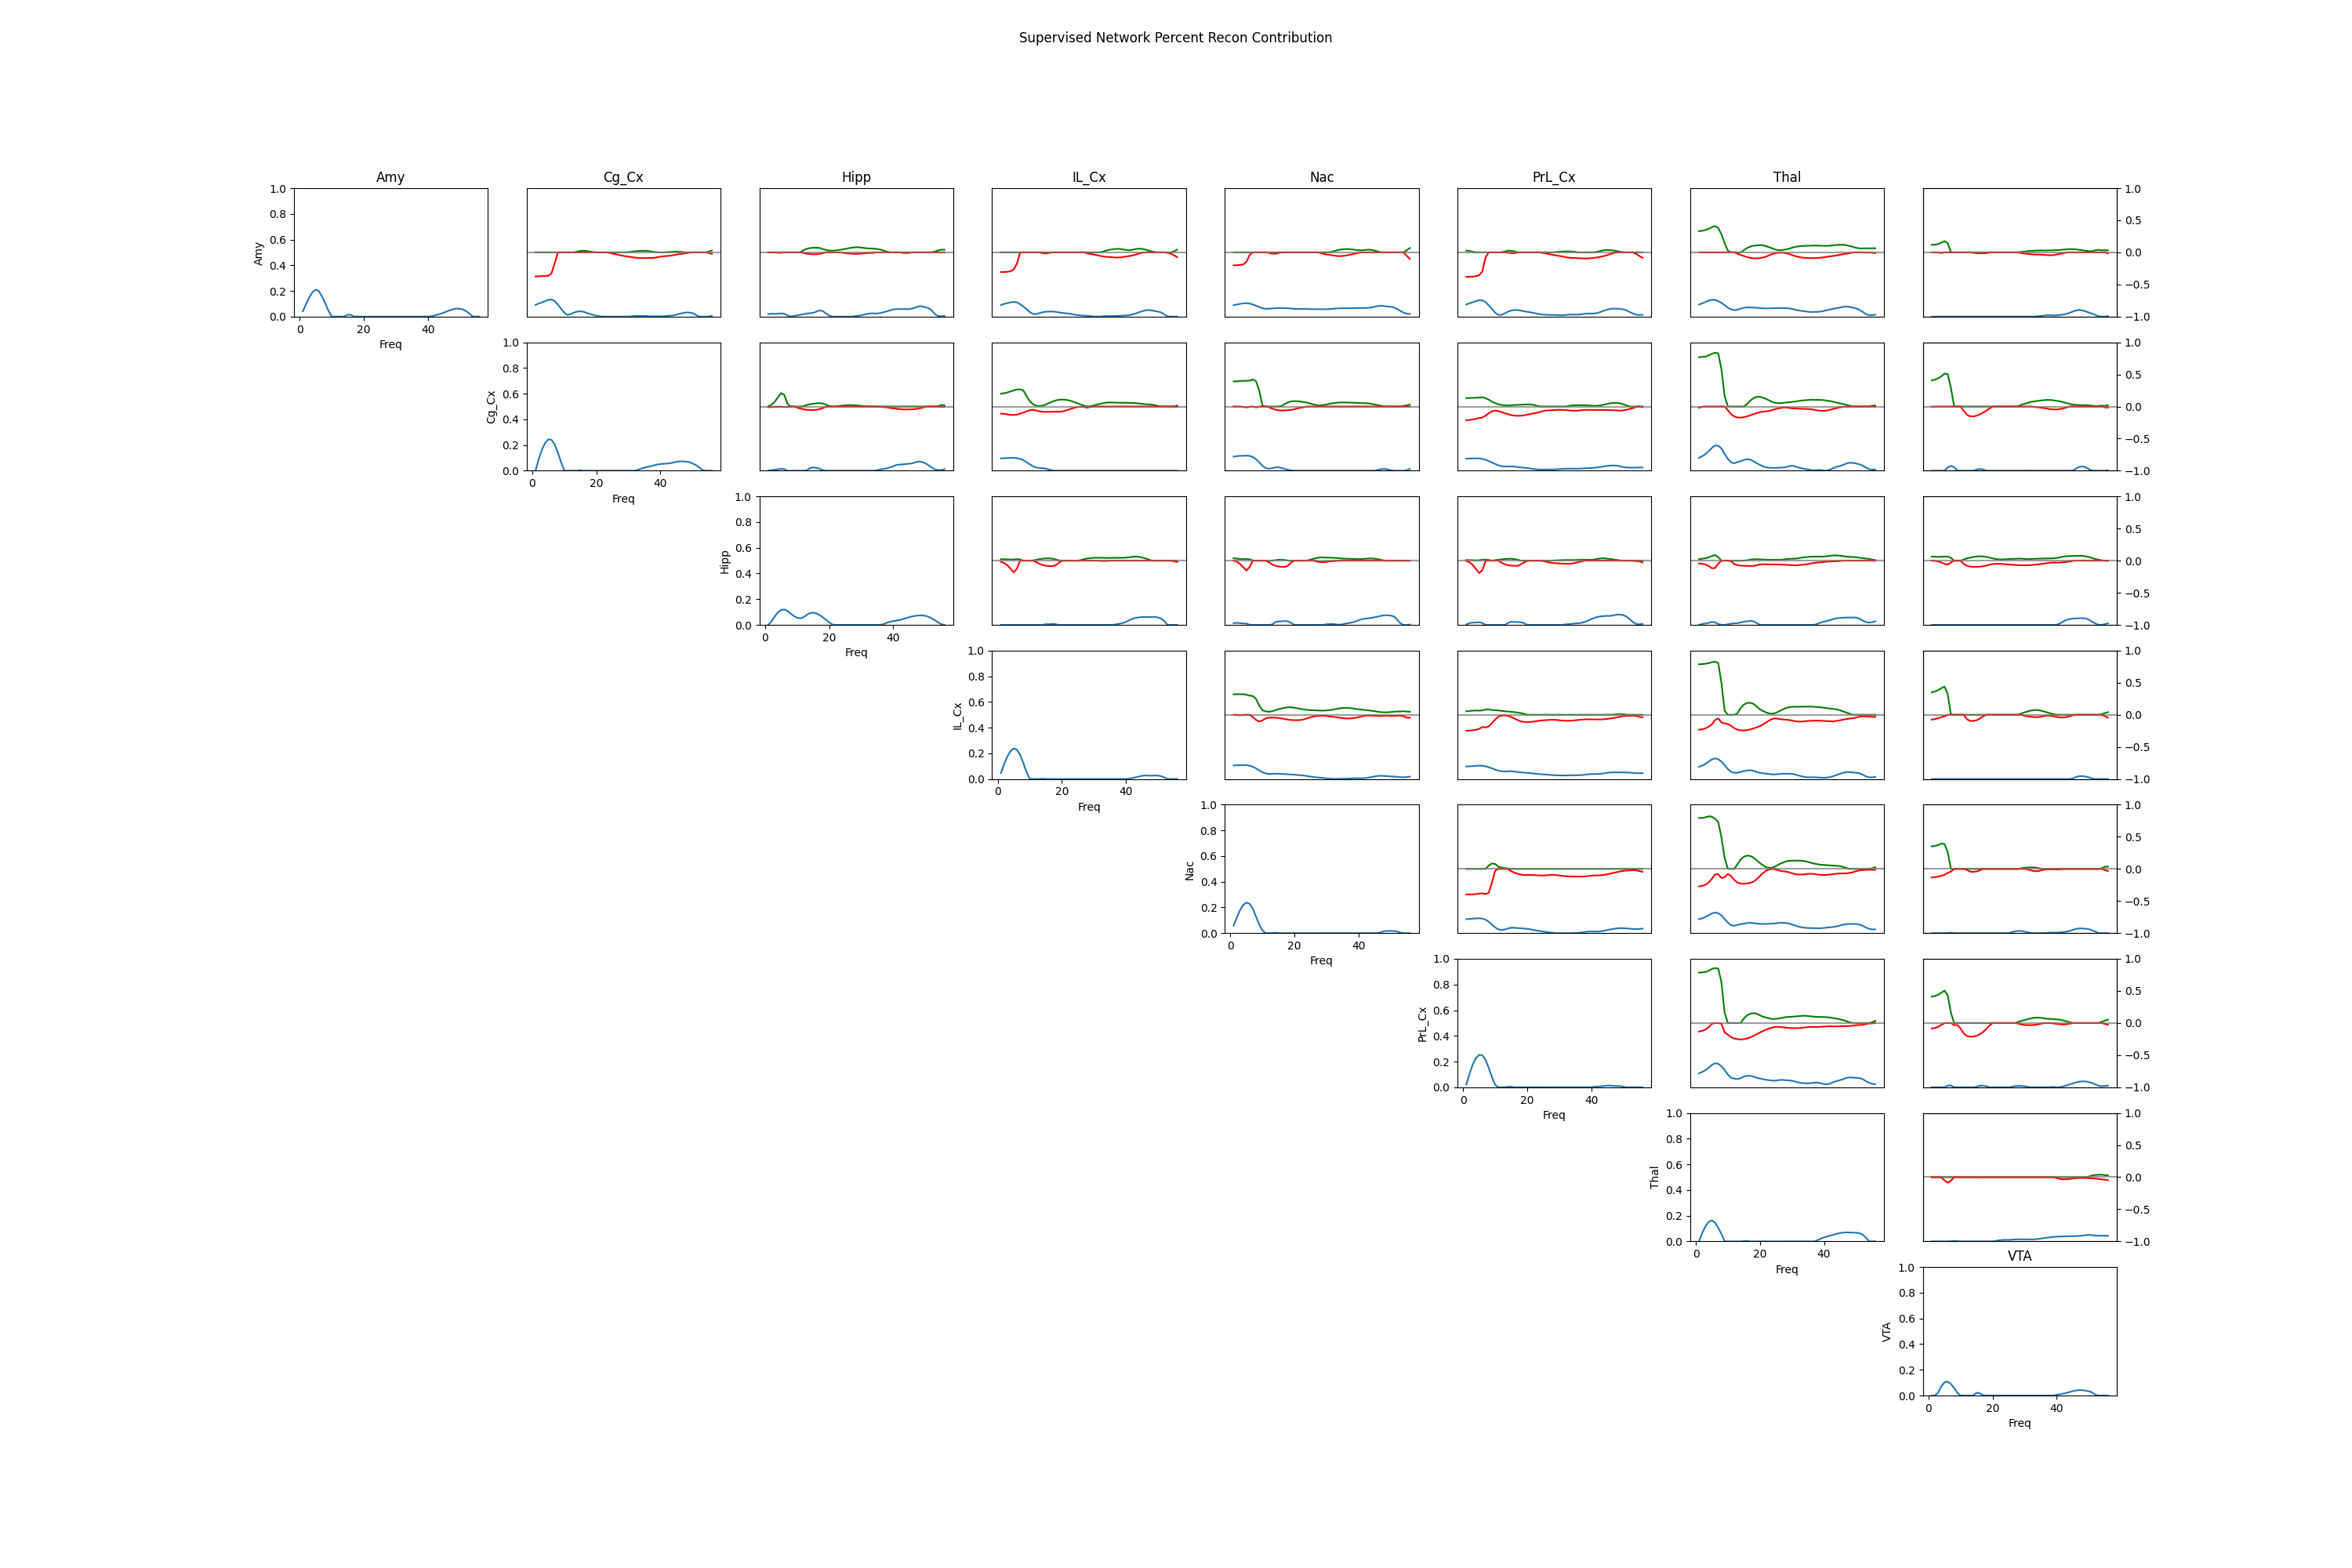 Supervised Network Percent Recon Contribution
Amy Cg_Cx Hipp IL_Cx Nac PrL_Cx Thal
1.0 0.8 0.6 0.4 0.2 0.0
Amy
0 20 40
Freq
1.0 0.5 0.0 −0.5 −1.0
1.0 0.8 0.6 0.4 0.2 0.0
Cg_Cx
0 20 40
Freq
1.0 0.5 0.0 −0.5 −1.0
1.0 0.8 0.6 0.4 0.2 0.0
Hipp
0 20 40
Freq
1.0 0.5 0.0 −0.5 −1.0
1.0 0.8 0.6 0.4 0.2 0.0
IL_Cx
0 20 40
Freq
1.0 0.5 0.0 −0.5 −1.0
1.0 0.8 0.6 0.4 0.2 0.0
Nac
0 20 40
Freq
1.0 0.5 0.0 −0.5 −1.0
1.0 0.8 0.6 0.4 0.2 0.0
PrL_Cx
0 20 40
Freq
1.0 0.5 0.0 −0.5 −1.0
1.0 0.8 0.6 0.4 0.2 0.0
Thal
0 20 40
Freq
1.0 0.5 0.0 −0.5 −1.0
VTA
1.0 0.8 0.6 0.4 0.2 0.0
VTA
0 20 40
Freq